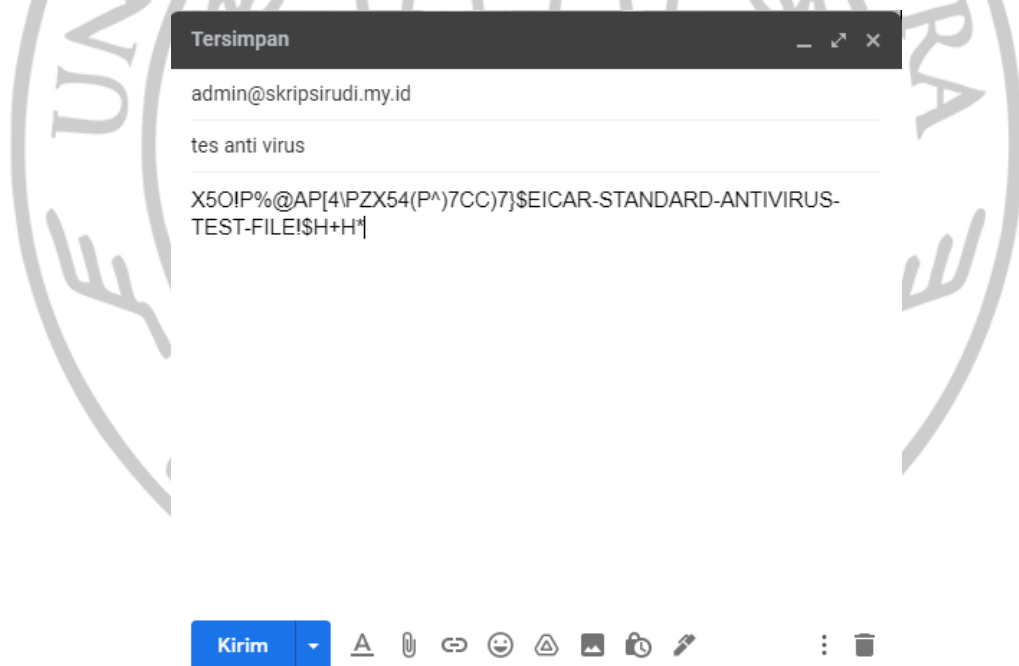 Tersimpan
admin@skripsirudi.my.id
tes anti virus
X5O!P%@AP[4\PZX54(P^)7CC)7}$EICAR-STANDARD-ANTIVIRUS-
TEST-FILE!$H+H*
Kirim